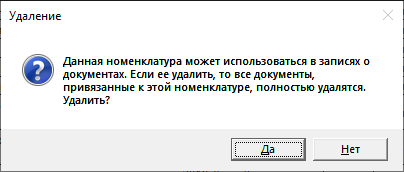 Удаление
Данная номенклатура может использоваться в записях о
документах. Если ее удалить, то все документы,
привязанные к этой номенклатуре, полностью удалятся.
Удалить?
Да
Нет